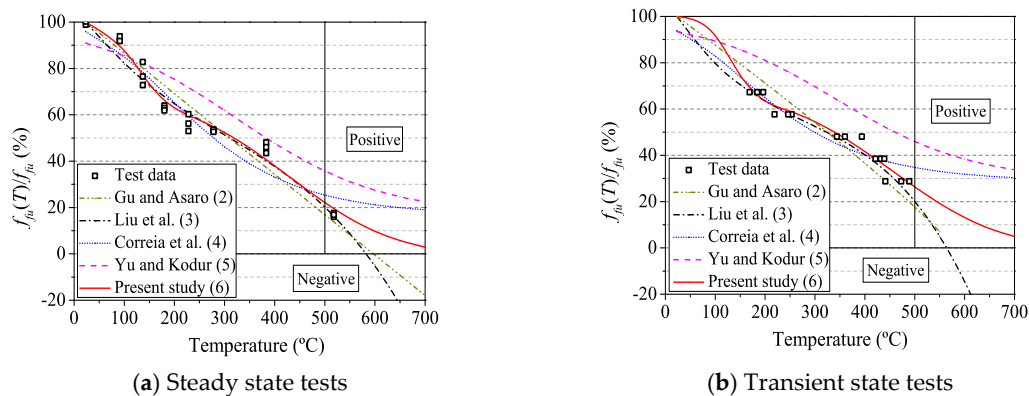 100
80
60
40
20
0
-20
f_fu(T)/f_fu (%)
Positive
Negative
Test data
Gu and Asaro (2)
Liu et al. (3)
Correia et al. (4)
Yu and Kodur (5)
Present study (6)
0 100 200 300 400 500 600 700
Temperature (ºC)
(a) Steady state tests
100
80
60
40
20
0
-20
f_fu(T)/f_fu (%)
Positive
Negative
Test data
Gu and Asaro (2)
Liu et al. (3)
Correia et al. (4)
Yu and Kodur (5)
Present study (6)
0 100 200 300 400 500 600 700
Temperature (ºC)
(b) Transient state tests